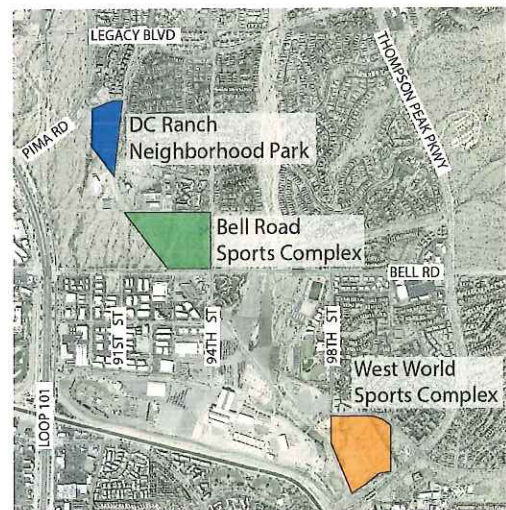 LEGACY BLVD
THOMPSON PEAK PKWY
PIMA RD
DC Ranch
Neighborhood Park
Bell Road
Sports Complex
BELL RD
91ST ST
94TH ST
98TH ST
West World
Sports Complex
LOOP 101